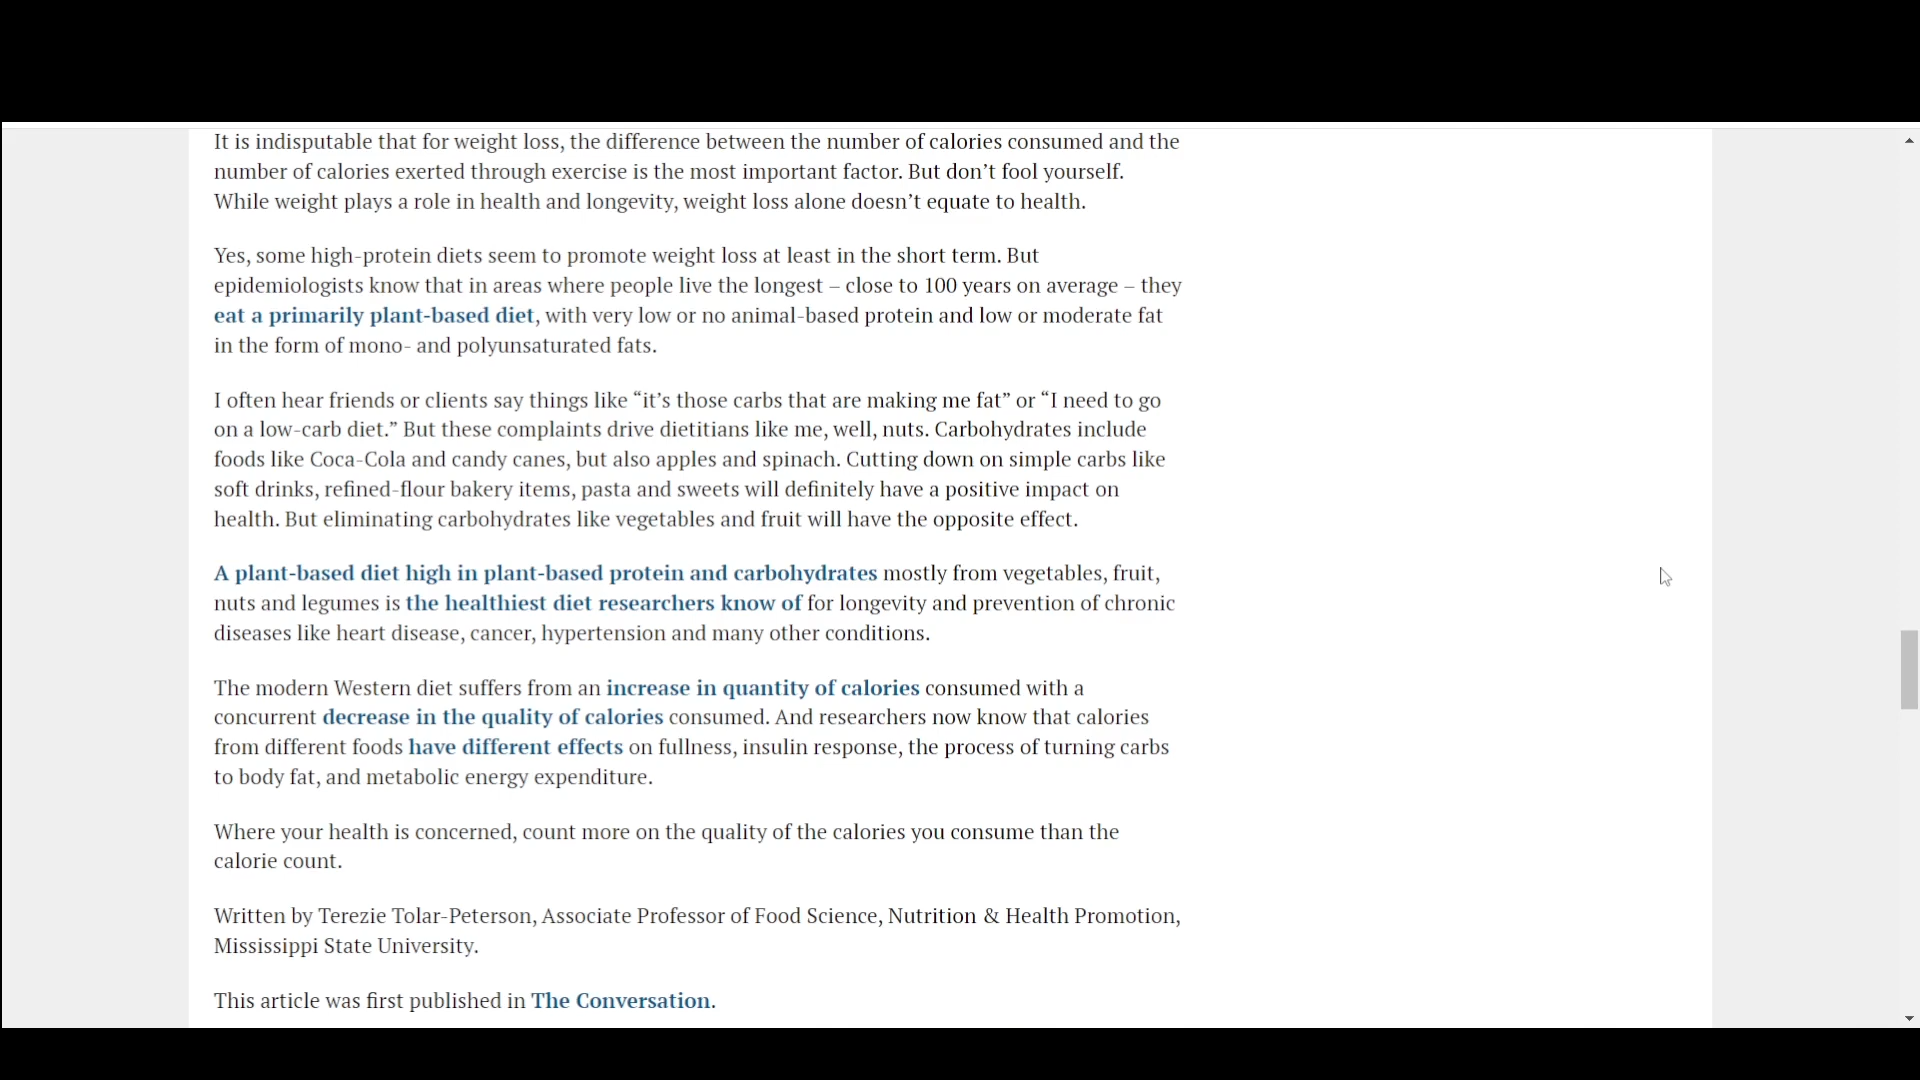 It is indisputable that for weight loss, the difference between the number of calories consumed and the
number of calories exerted through exercise is the most important factor. But don’t fool yourself.
While weight plays a role in health and longevity, weight loss alone doesn’t equate to health.
Yes, some high-protein diets seem to promote weight loss at least in the short term. But
epidemiologists know that in areas where people live the longest – close to 100 years on average – they
eat a primarily plant-based diet, with very low or no animal-based protein and low or moderate fat
in the form of mono- and polyunsaturated fats.
I often hear friends or clients say things like “it’s those carbs that are making me fat” or “I need to go
on a low-carb diet.” But these complaints drive dietitians like me, well, nuts. Carbohydrates include
foods like Coca-Cola and candy canes, but also apples and spinach. Cutting down on simple carbs like
soft drinks, refined-flour bakery items, pasta and sweets will definitely have a positive impact on
health. But eliminating carbohydrates like vegetables and fruit will have the opposite effect.
A plant-based diet high in plant-based protein and carbohydrates mostly from vegetables, fruit,
nuts and legumes is the healthiest diet researchers know of for longevity and prevention of chronic
diseases like heart disease, cancer, hypertension and many other conditions.
The modern Western diet suffers from an increase in quantity of calories consumed with a
concurrent decrease in the quality of calories consumed. And researchers now know that calories
from different foods have different effects on fullness, insulin response, the process of turning carbs
to body fat, and metabolic energy expenditure.
Where your health is concerned, count more on the quality of the calories you consume than the
calorie count.
Written by Terezie Tolar-Peterson, Associate Professor of Food Science, Nutrition & Health Promotion,
Mississippi State University.
This article was first published in The Conversation.